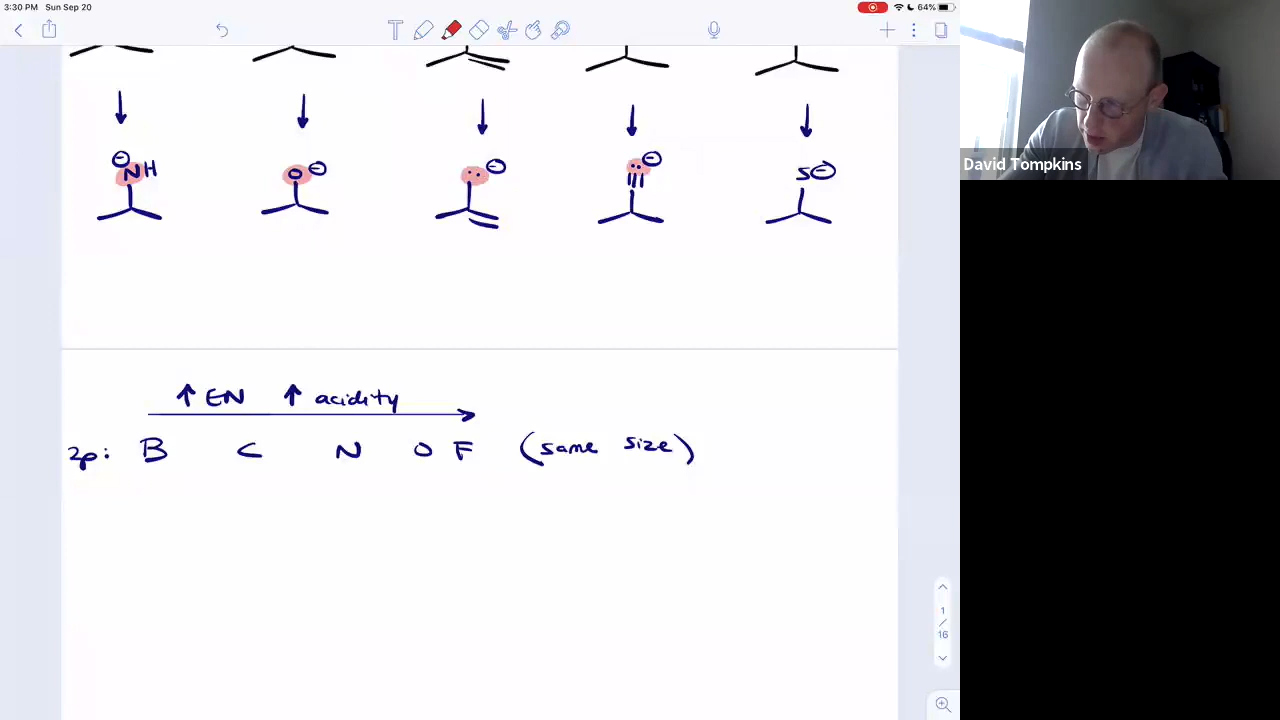 3:30 PM Sun Sep 20
64%
T
⊖
NH
O⊖
⊖
⊖
S⊖
David Tompkins
↑ EN ↑ acidity
2p: B C N O F (same size)
1
/
16